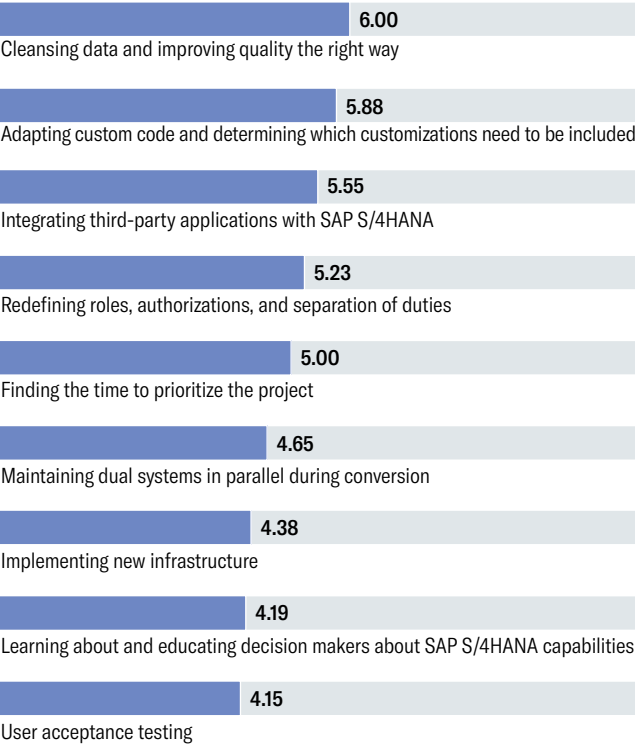 6.00
Cleansing data and improving quality the right way
5.88
Adapting custom code and determining which customizations need to be included
5.55
Integrating third-party applications with SAP S/4HANA
5.23
Redefining roles, authorizations, and separation of duties
5.00
Finding the time to prioritize the project
4.65
Maintaining dual systems in parallel during conversion
4.38
Implementing new infrastructure
4.19
Learning about and educating decision makers about SAP S/4HANA capabilities
4.15
User acceptance testing